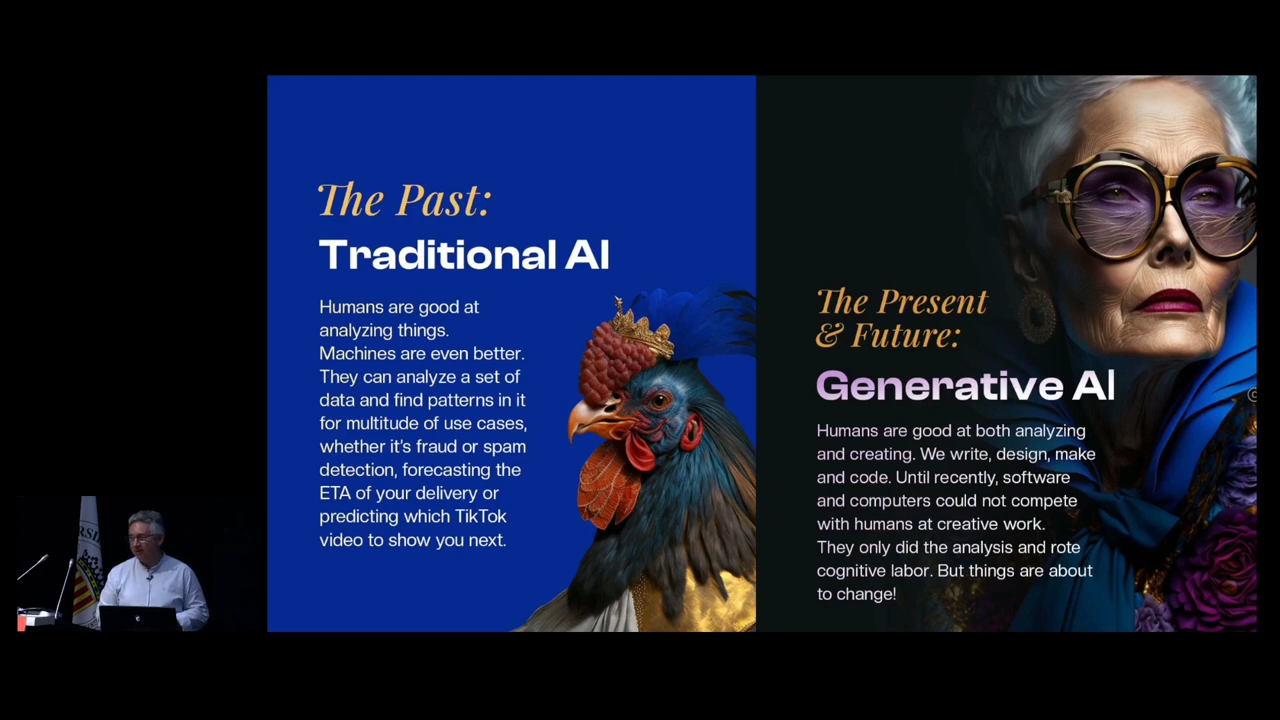 The Past:
Traditional AI
Humans are good at
analyzing things.
Machines are even better.
They can analyze a set of
data and find patterns in it
for multitude of use cases,
whether it's fraud or spam
detection, forecasting the
ETA of your delivery or
predicting which TikTok
video to show you next.
The Present
& Future:
Generative AI
Humans are good at both analyzing
and creating. We write, design, make
and code. Until recently, software
and computers could not compete
with humans at creative work.
They only did the analysis and rote
cognitive labor. But things are about
to change!